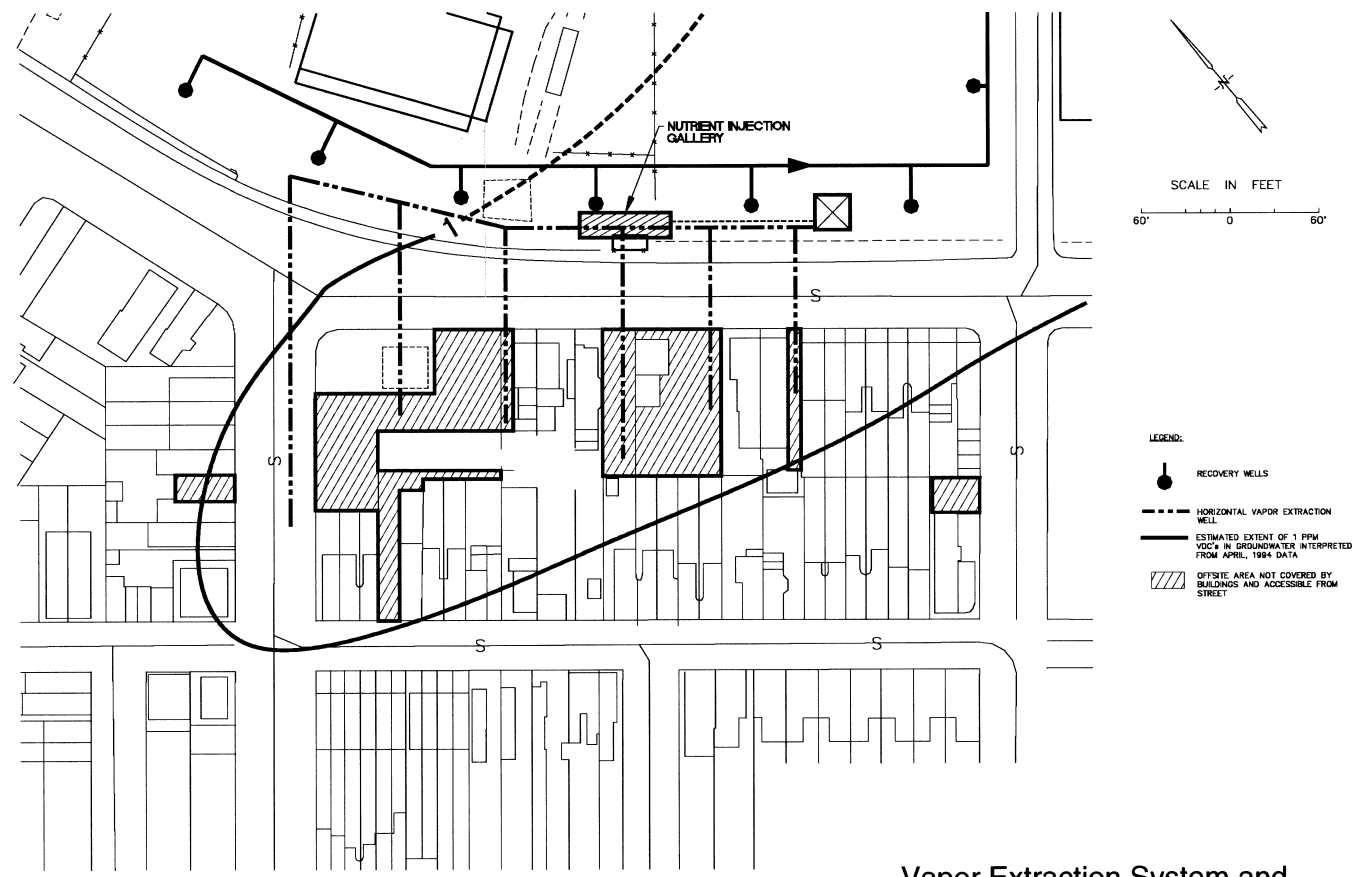 NUTRIENT INJECTION
GALLERY
N
SCALE IN FEET
60' 0 60'
1
S
S
S
S
S
LEGEND:
RECOVERY WELLS
HORIZONTAL VAPOR EXTRACTION
WELL
ESTIMATED EXTENT OF 1 PPM
VOC's IN GROUNDWATER INTERPRETED
FROM APRIL, 1994 DATA
OFFSITE AREA NOT COVERED BY
BUILDINGS AND ACCESSIBLE FROM
STREET
Vapor Extraction System and